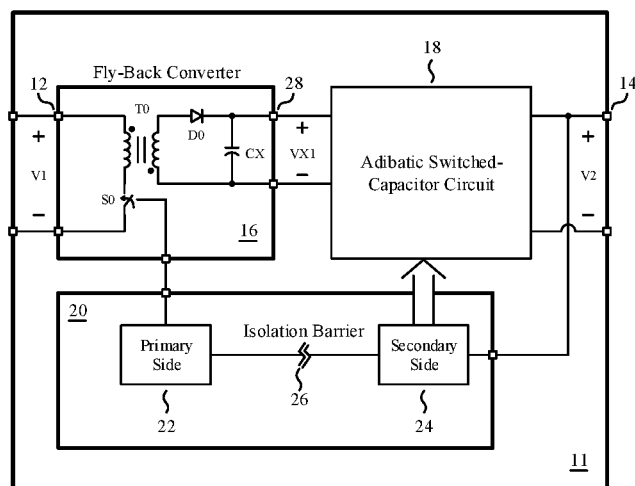 18
Fly-Back Converter
12
28
14
T0
D0
+
V1
−
CX
+
VX1
−
Adibatic Switched-
Capacitor Circuit
+
V2
−
S0
16
20
Isolation Barrier
Primary
Side
Secondary
Side
26
22
24
11